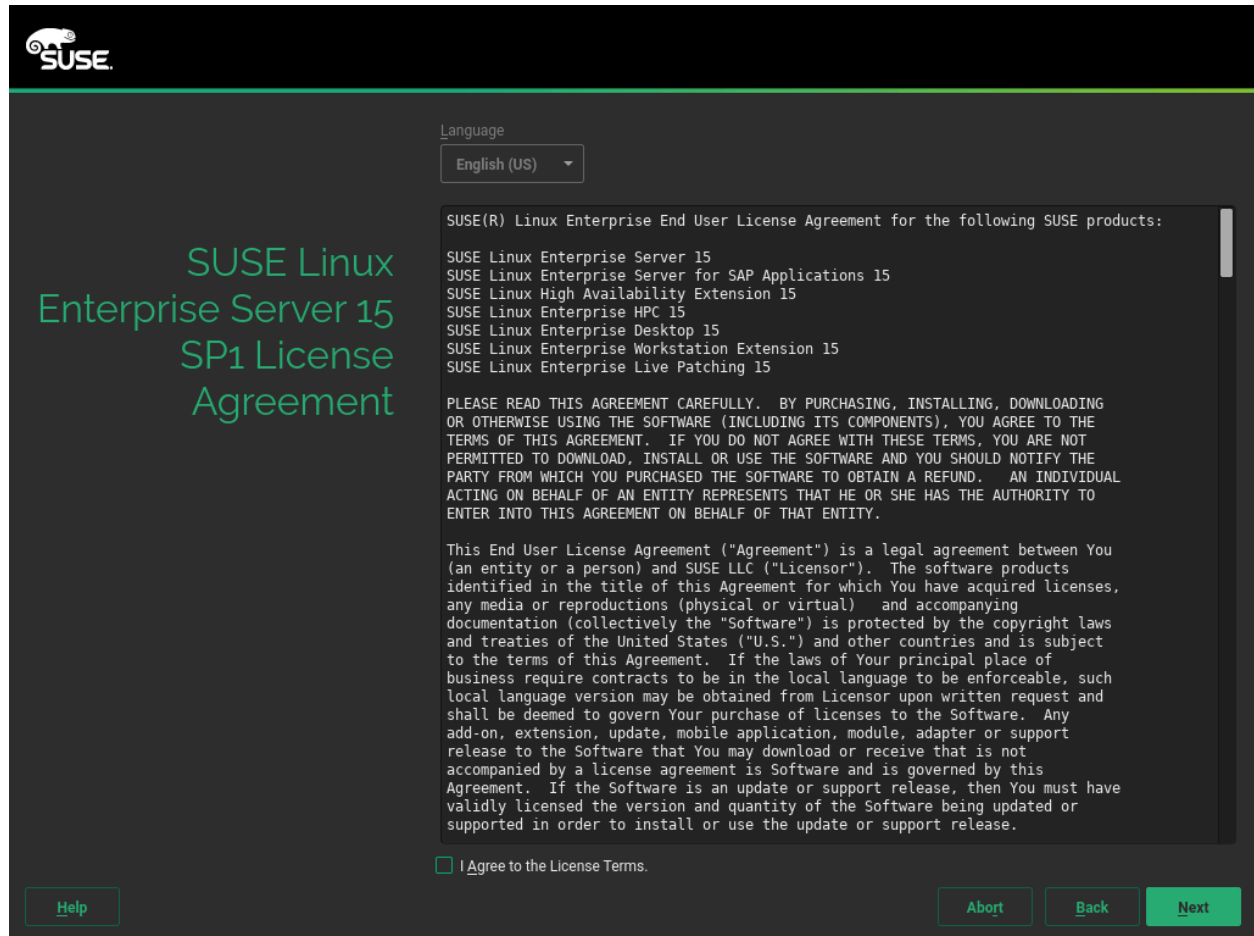 SUSE.
Language
English (US)
SUSE Linux
Enterprise Server 15
SP1 License
Agreement
SUSE(R) Linux Enterprise End User License Agreement for the following SUSE products:
SUSE Linux Enterprise Server 15
SUSE Linux Enterprise Server for SAP Applications 15
SUSE Linux High Availability Extension 15
SUSE Linux Enterprise HPC 15
SUSE Linux Enterprise Desktop 15
SUSE Linux Enterprise Workstation Extension 15
SUSE Linux Enterprise Live Patching 15
PLEASE READ THIS AGREEMENT CAREFULLY.  BY PURCHASING, INSTALLING, DOWNLOADING
OR OTHERWISE USING THE SOFTWARE (INCLUDING ITS COMPONENTS), YOU AGREE TO THE
TERMS OF THIS AGREEMENT.  IF YOU DO NOT AGREE WITH THESE TERMS, YOU ARE NOT
PERMITTED TO DOWNLOAD, INSTALL OR USE THE SOFTWARE AND YOU SHOULD NOTIFY THE
PARTY FROM WHICH YOU PURCHASED THE SOFTWARE TO OBTAIN A REFUND.   AN INDIVIDUAL
ACTING ON BEHALF OF AN ENTITY REPRESENTS THAT HE OR SHE HAS THE AUTHORITY TO
ENTER INTO THIS AGREEMENT ON BEHALF OF THAT ENTITY.
This End User License Agreement ("Agreement") is a legal agreement between You
(an entity or a person) and SUSE LLC ("Licensor").  The software products
identified in the title of this Agreement for which You have acquired licenses,
any media or reproductions (physical or virtual)   and accompanying
documentation (collectively the "Software") is protected by the copyright laws
and treaties of the United States ("U.S.") and other countries and is subject
to the terms of this Agreement.  If the laws of Your principal place of
business require contracts to be in the local language to be enforceable, such
local language version may be obtained from Licensor upon written request and
shall be deemed to govern Your purchase of licenses to the Software.  Any
add-on, extension, update, mobile application, module, adapter or support
release to the Software that You may download or receive that is not
accompanied by a license agreement is Software and is governed by this
Agreement.  If the Software is an update or support release, then You must have
validly licensed the version and quantity of the Software being updated or
supported in order to install or use the update or support release.
I Agree to the License Terms.
Help
Abort
Back
Next